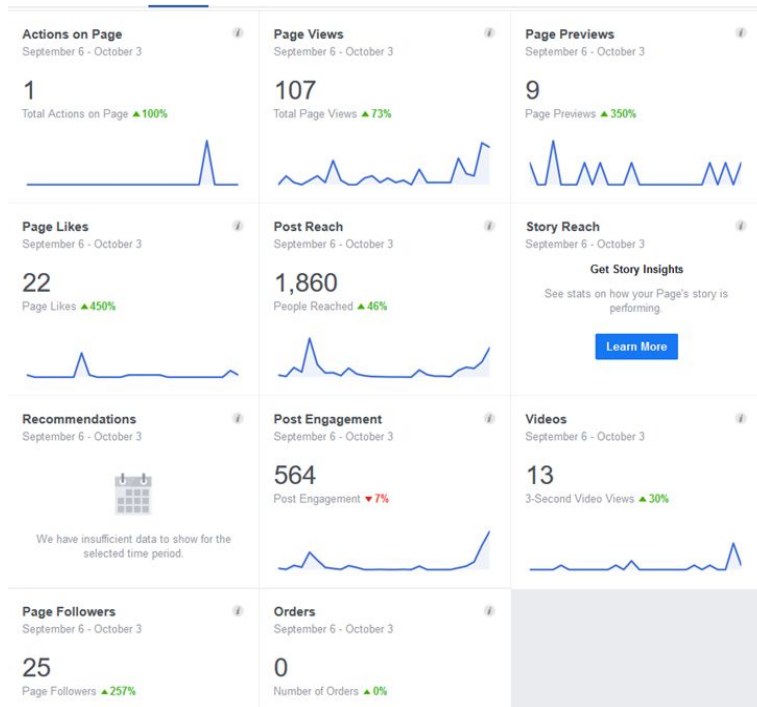 Actions on Page
September 6 - October 3
1
Total Actions on Page ▲100%
Page Views
September 6 - October 3
107
Total Page Views ▲73%
Page Previews
September 6 - October 3
9
Page Previews ▲350%
Page Likes
September 6 - October 3
22
Page Likes ▲450%
Post Reach
September 6 - October 3
1,860
People Reached ▲46%
Story Reach
September 6 - October 3
Get Story Insights
See stats on how your Page's story is
performing.
Learn More
Recommendations
September 6 - October 3
We have insufficient data to show for the
selected time period.
Post Engagement
September 6 - October 3
564
Post Engagement ▼7%
Videos
September 6 - October 3
13
3-Second Video Views ▲30%
Page Followers
September 6 - October 3
25
Page Followers ▲257%
Orders
September 6 - October 3
0
Number of Orders ▲0%